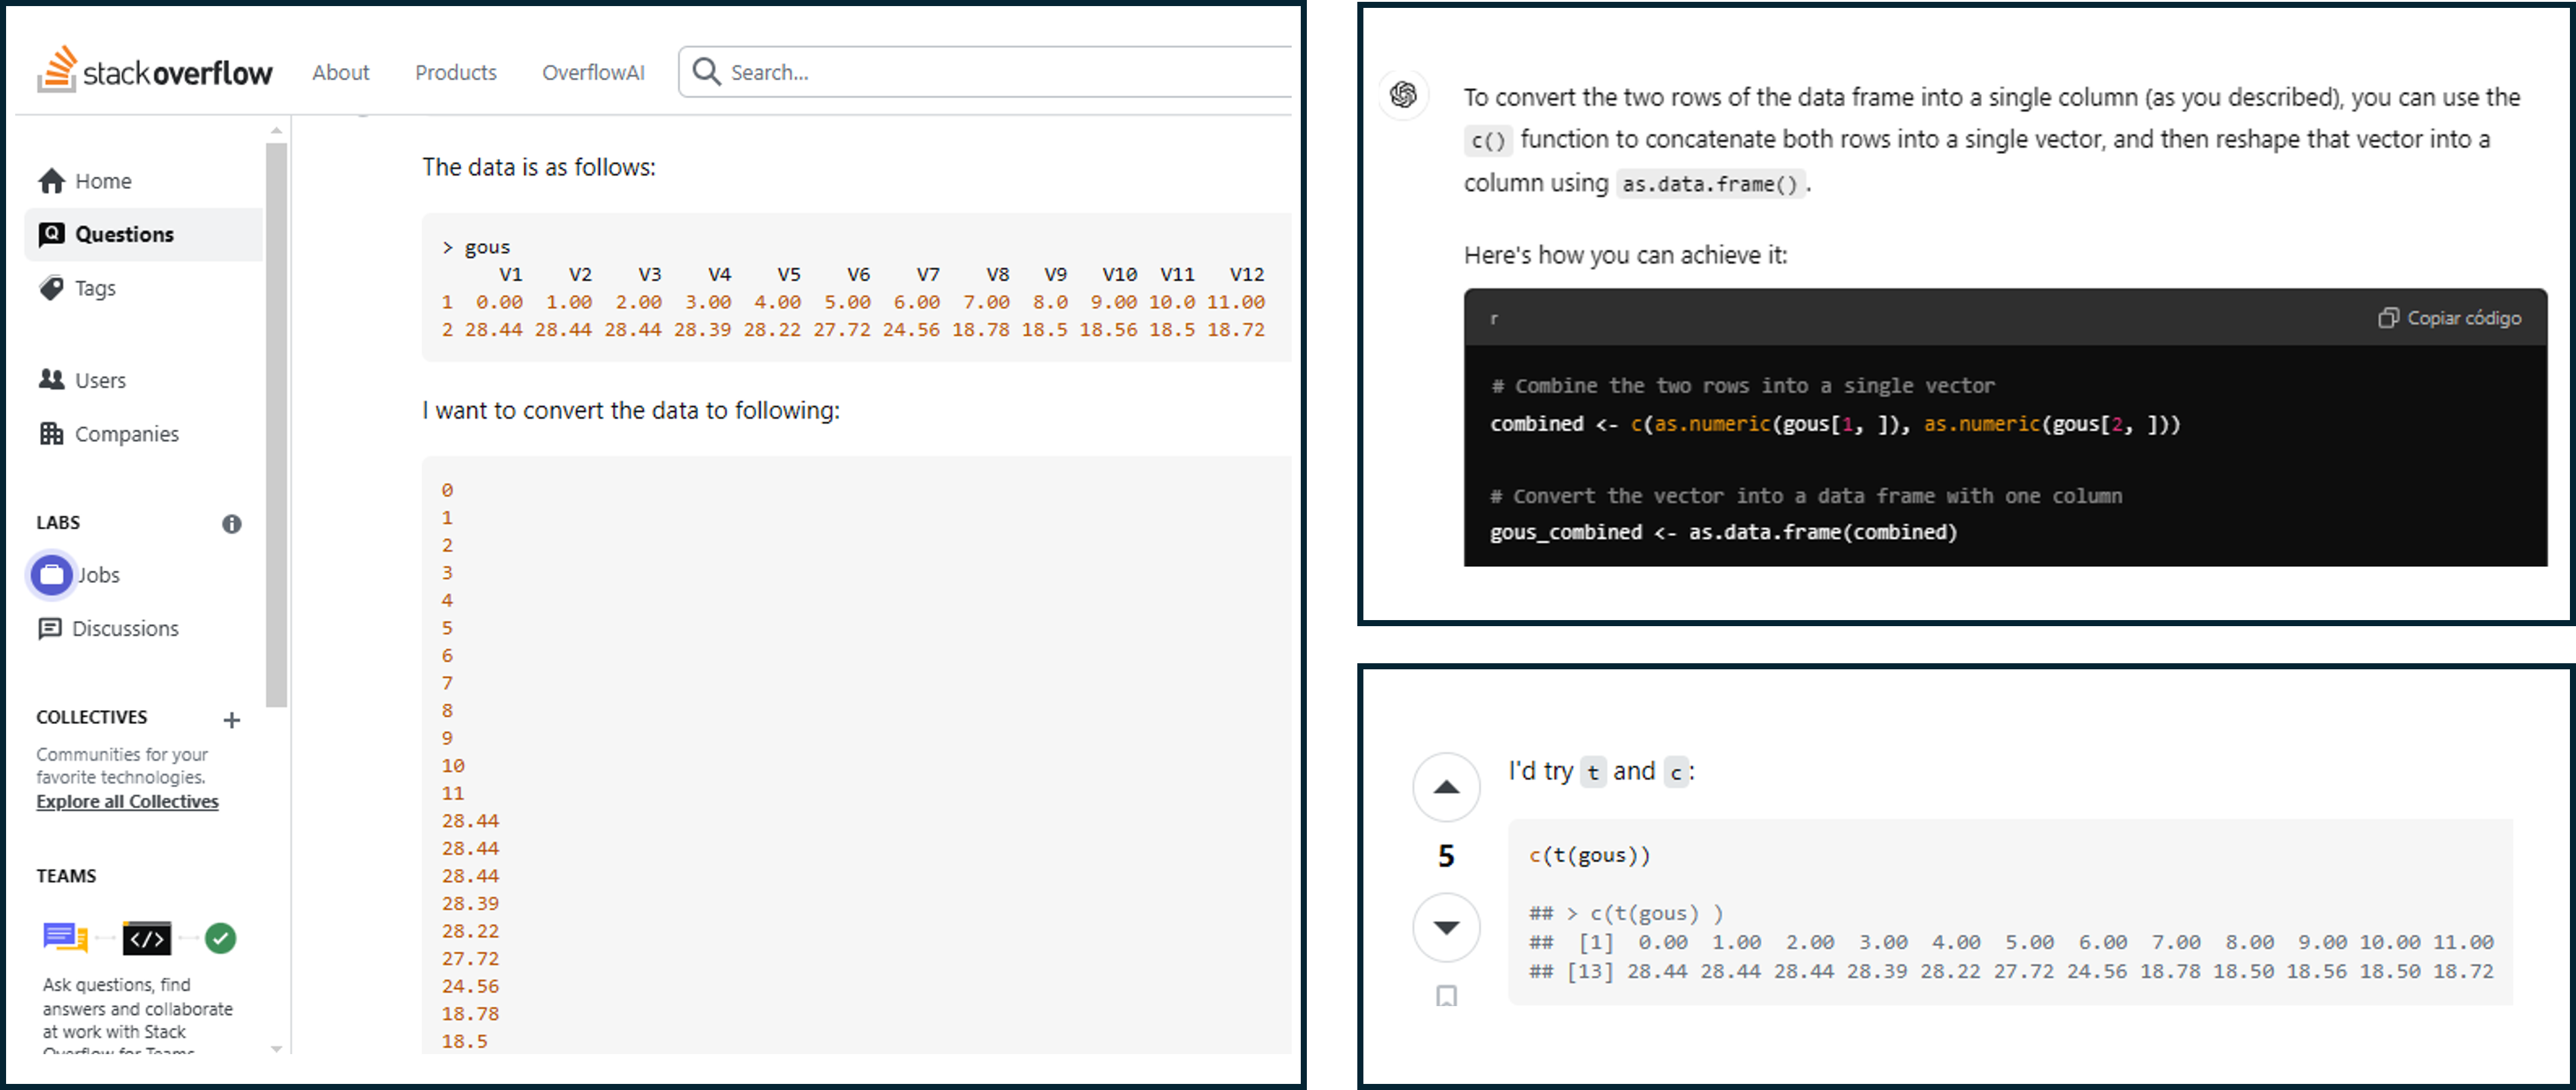 stackoverflow About Products OverflowAI Search...
Home
Questions
Tags
Users
Companies
LABS
Jobs
Discussions
COLLECTIVES
Communities for your
favorite technologies.
Explore all Collectives
TEAMS
</>
Ask questions, find
answers and collaborate
at work with Stack
Overflow for Teams
The data is as follows:
> gous
V1 V2 V3 V4 V5 V6 V7 V8 V9 V10 V11 V12
1 0.00 1.00 2.00 3.00 4.00 5.00 6.00 7.00 8.0 9.00 10.0 11.00
2 28.44 28.44 28.44 28.39 28.22 27.72 24.56 18.78 18.5 18.56 18.5 18.72
I want to convert the data to following:
0
1
2
3
4
5
6
7
8
9
10
11
28.44
28.44
28.44
28.39
28.22
27.72
24.56
18.78
18.5
To convert the two rows of the data frame into a single column (as you described), you can use the
c() function to concatenate both rows into a single vector, and then reshape that vector into a
column using as.data.frame().
Here's how you can achieve it:
r Copiar código
# Combine the two rows into a single vector
combined <- c(as.numeric(gous[1, ]), as.numeric(gous[2, ]))
# Convert the vector into a data frame with one column
gous_combined <- as.data.frame(combined)
I'd try t and c:
5
c(t(gous))
## > c(t(gous) )
## [1] 0.00 1.00 2.00 3.00 4.00 5.00 6.00 7.00 8.00 9.00 10.00 11.00
## [13] 28.44 28.44 28.44 28.39 28.22 27.72 24.56 18.78 18.50 18.56 18.50 18.72